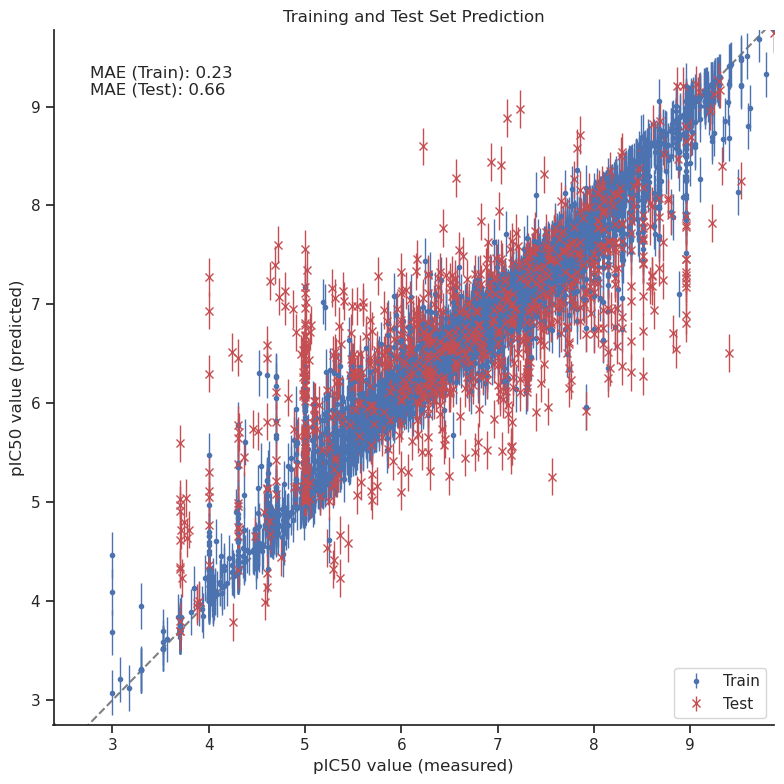 Training and Test Set Prediction
MAE (Train): 0.23
MAE (Test): 0.66
pIC50 value (predicted)
9
8
7
6
5
4
3
3 4 5 6 7 8 9
pIC50 value (measured)
Train
Test